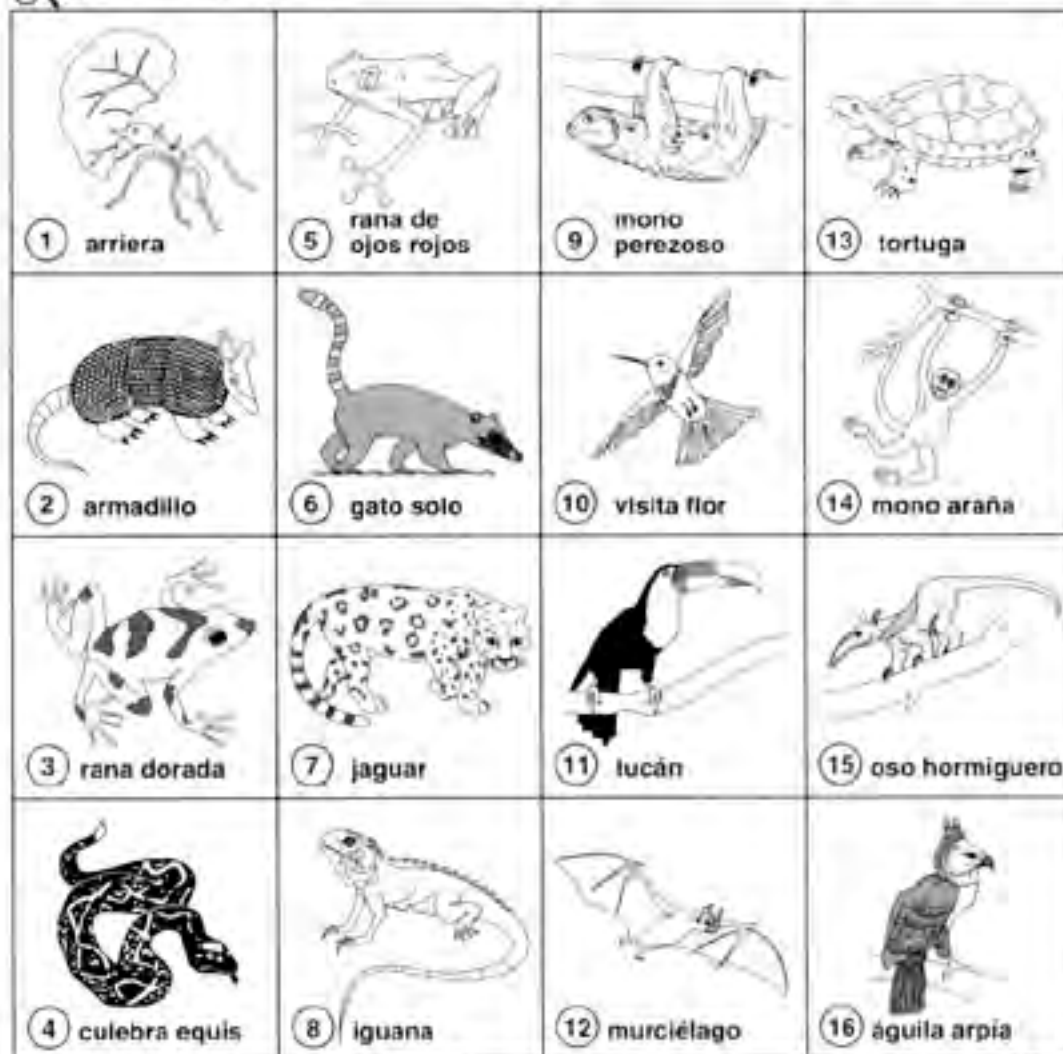 1 arriera
5 rana de
ojos rojos
9 mono
perezoso
13 tortuga
2 armadillo
6 gato solo
10 visita flor
14 mono araña
3 rana dorada
7 jaguar
11 tucán
15 oso hormiguero
4 culebra equis
8 iguana
12 murciélago
16 águila arpía